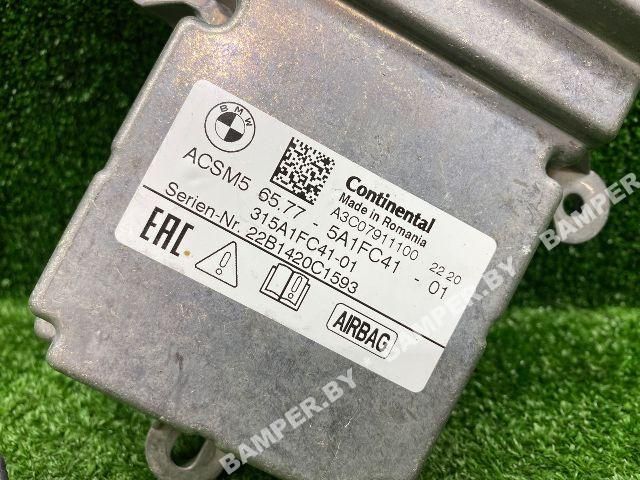 BMW
ACSM5
Continental
Made in Romania
A3C07911100 22 20
65.77 - 5A1FC41 - 01
315A1FC41-01
Serien-Nr. 22B1420C1593
EAC
AIRBAG
BAMPER.BY - BAMPER.BY - BAMPER.BY